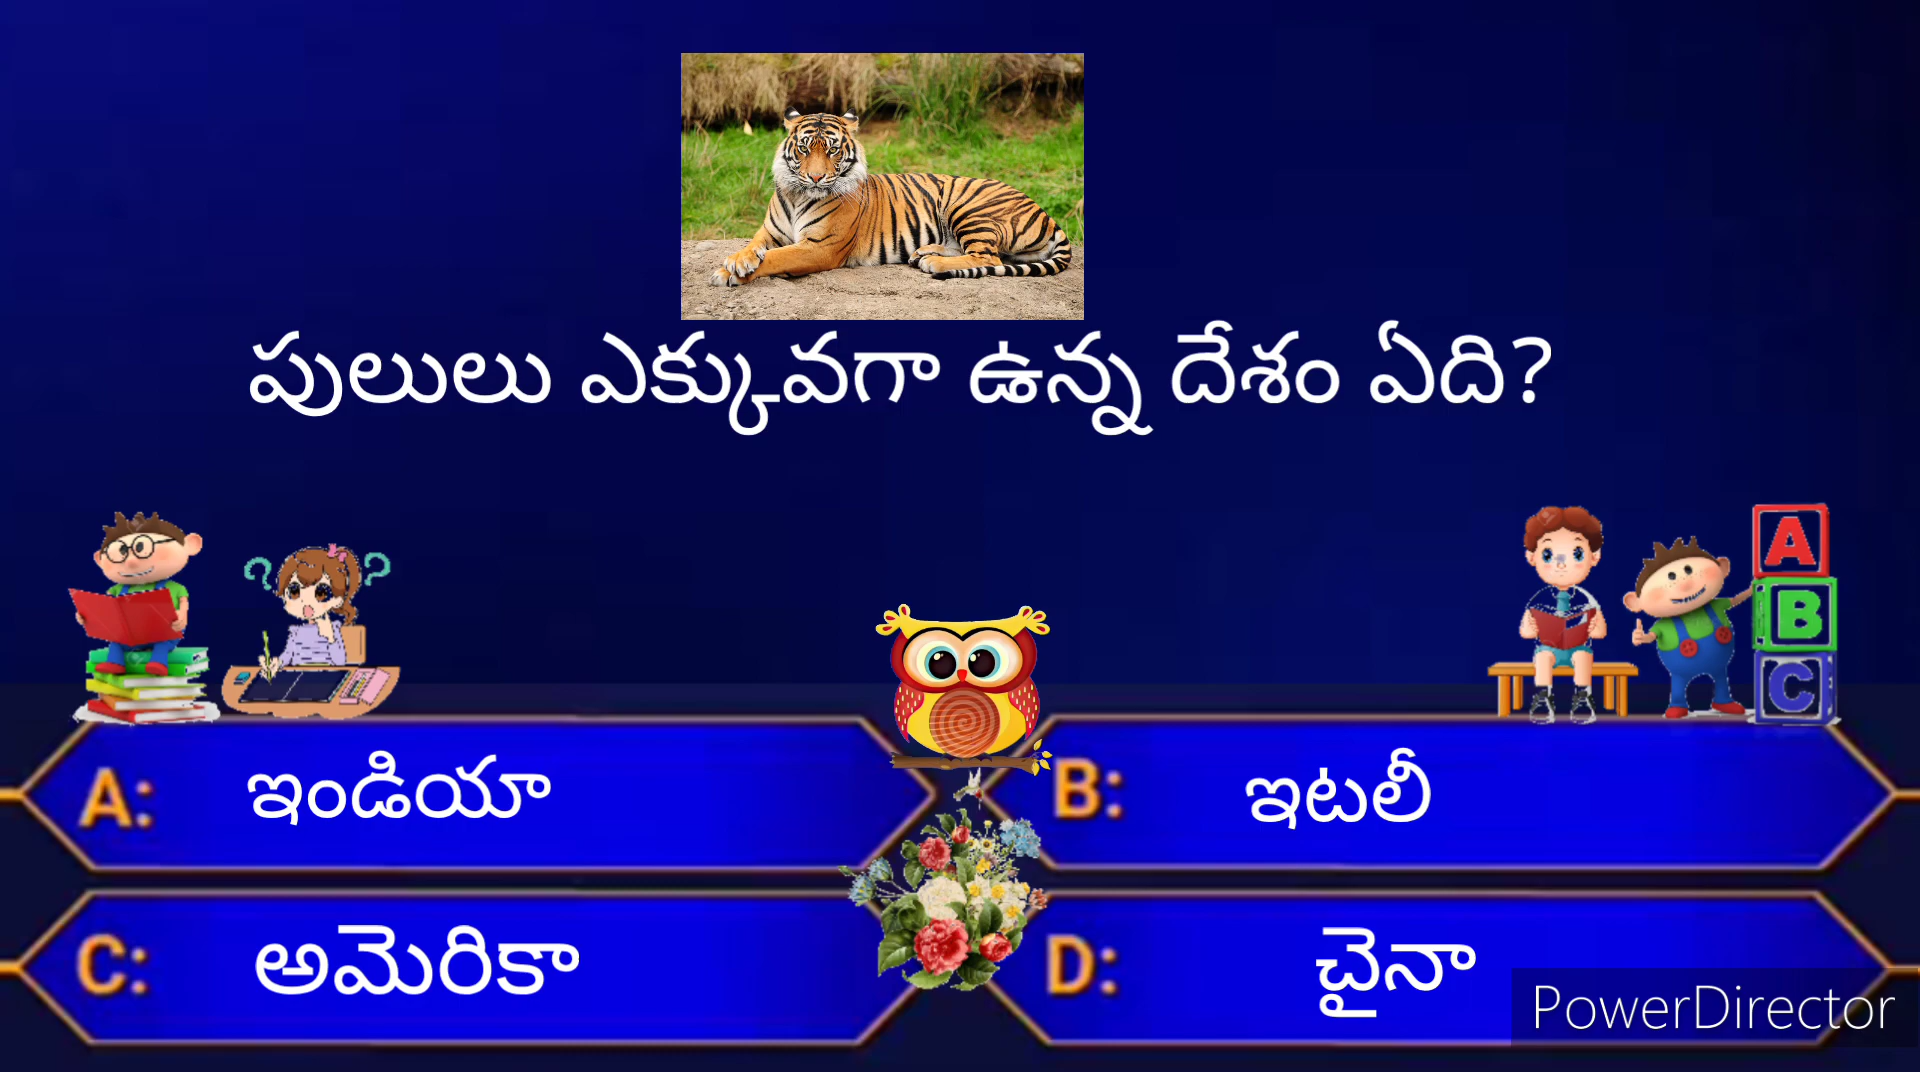 పులులు ఎక్కువగా ఉన్న దేశం ఏది?
A
B
C
A: ఇండియా
B: ఇటలీ
C: అమెరికా
D: చైనా
PowerDirector